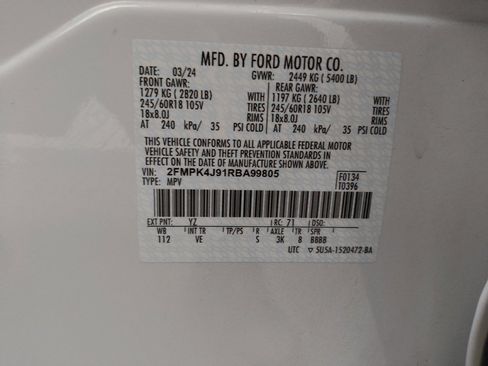 MFD. BY FORD MOTOR CO.
DATE: 03/24 GVWR: 2449 KG ( 5400 LB)
FRONT GAWR: REAR GAWR:
1279 KG ( 2820 LB) WITH 1197 KG ( 2640 LB) WITH
245/60R18 105V TIRES 245/60R18 105V TIRES
18x8.0J RIMS 18x8.0J RIMS
AT 240 kPa/ 35 PSI COLD AT 240 kPa/ 35 PSI COLD
THIS VEHICLE CONFORMS TO ALL APPLICABLE FEDERAL MOTOR
VEHICLE SAFETY AND THEFT PREVENTION STANDARDS IN
EFFECT ON THE DATE OF MANUFACTURE SHOWN ABOVE.
VIN: 2FMPK4J91RBA99805 F0134
TYPE: MPV T0396
EXT PNT: YZ RC: 71 DSO:
WB INT TR TP/PS R AXLE TR SPR
112 VE S 3K 8 BBBB
UTC ▽ 5U5A-1520472-BA